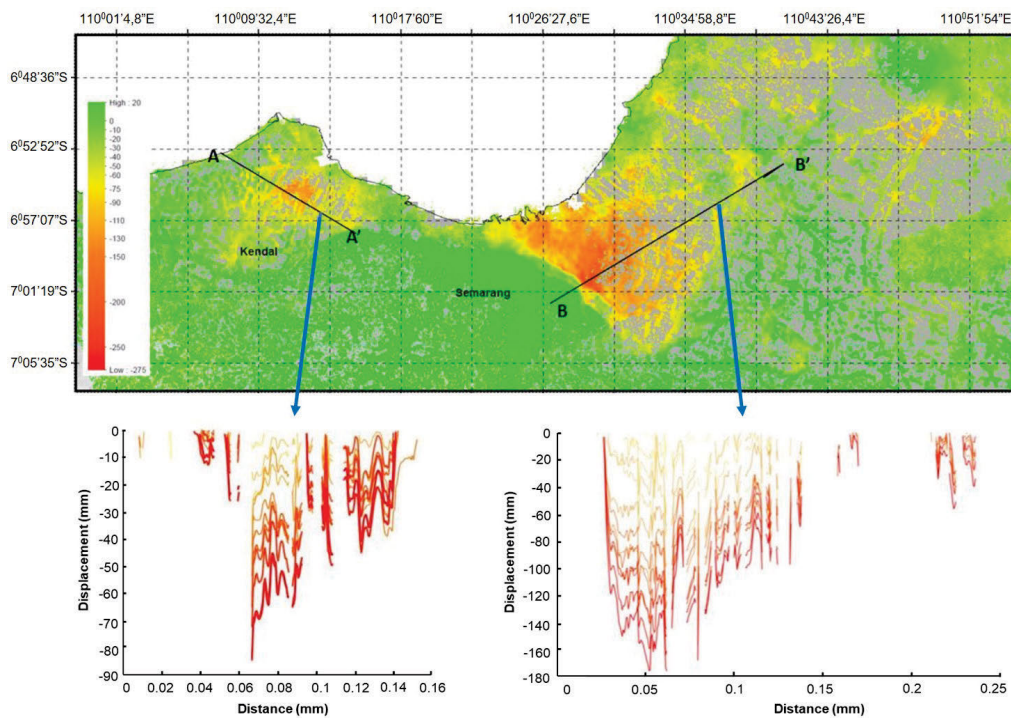 110⁰01'4,8"E 110⁰09'32,4"E 110⁰17'60"E 110⁰26'27,6"E 110⁰34'58,8"E 110⁰43'26,4"E 110⁰51'54"E
6⁰48'36"S
6⁰52'52"S
6⁰57'07"S
7⁰01'19"S
7⁰05'35"S
High : 20
0
-10
-20
-30
-40
-50
-60
-75
-90
-110
-130
-150
-200
-250
Low : -275
A
A'
Kendal
Semarang
B
B'
Displacement (mm)
0
-10
-20
-30
-40
-50
-60
-70
-80
-90
0 0.02 0.04 0.06 0.08 0.1 0.12 0.14 0.16
Distance (mm)
Displacement (mm)
0
-20
-40
-60
-80
-100
-120
-140
-160
-180
0 0.05 0.1 0.15 0.2 0.25
Distance (mm)